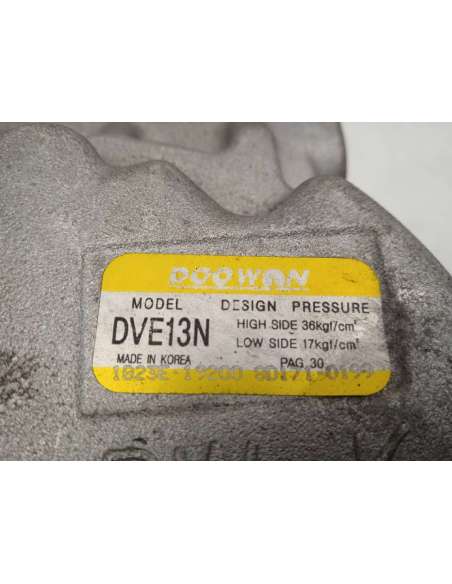 DOOWON
MODEL DESIGN PRESSURE
DVE13N HIGH SIDE 36kgf/cm²
LOW SIDE 17kgf/cm²
MADE IN KOREA PAG 30